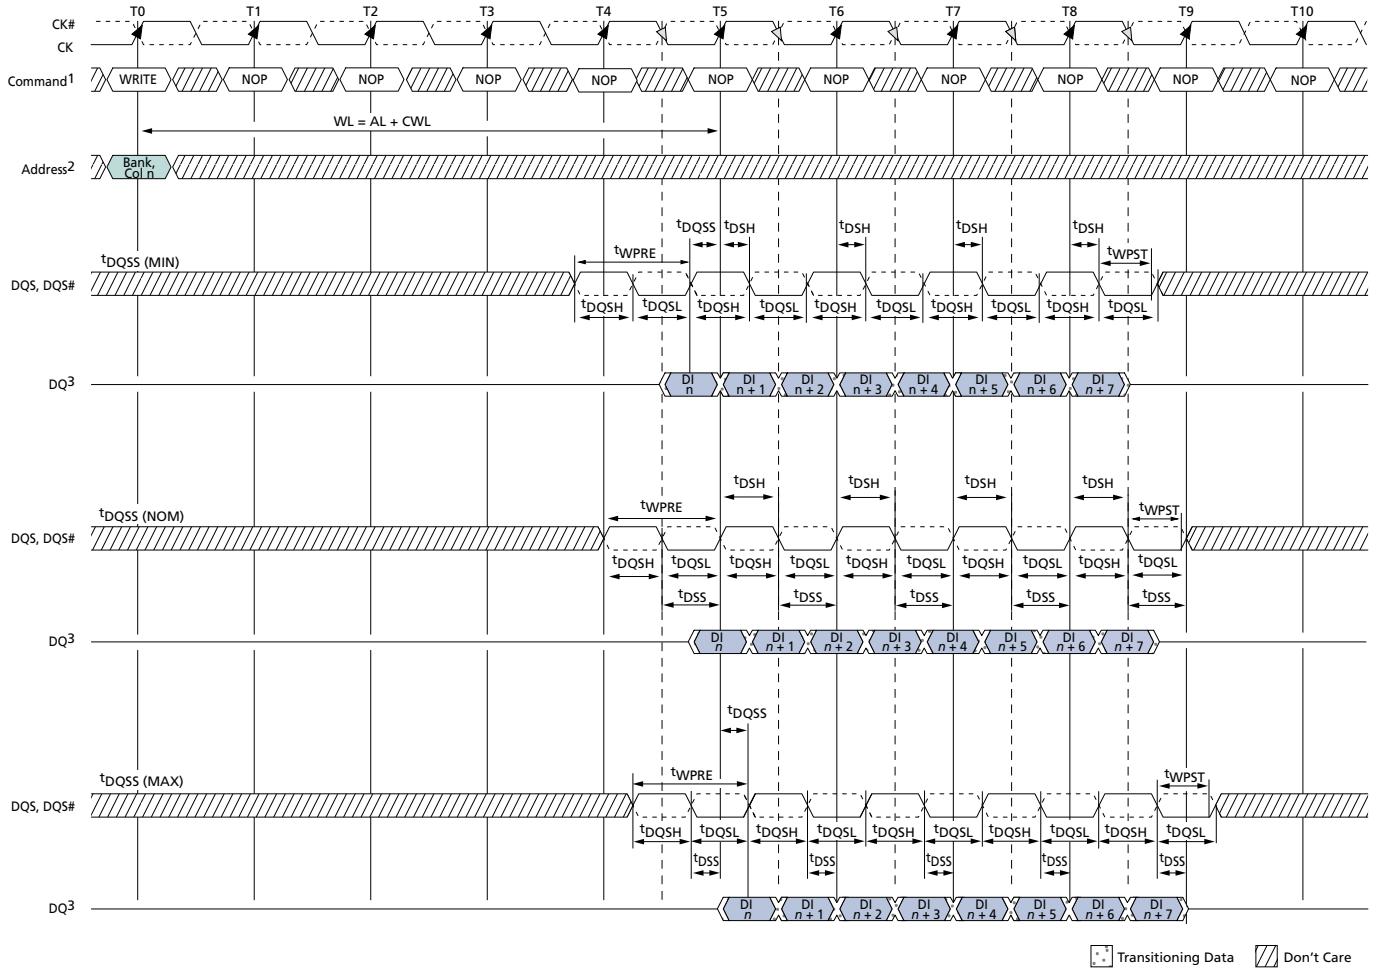 T0 T1 T2 T3 T4 T5 T6 T7 T8 T9 T10
CK#
CK
Command1 WRITE NOP NOP NOP NOP NOP NOP NOP NOP NOP NOP
WL = AL + CWL
Address2 Bank,
Col n
tDQSS tDSH tDSH tDSH tDSH
tWPRE tWPST
tDQSS (MIN)
DQS, DQS#
tDQSH tDQSL tDQSH tDQSL tDQSH tDQSL tDQSH tDQSL tDQSH tDQSL
DQ3 DI n DI n + 1 DI n + 2 DI n + 3 DI n + 4 DI n + 5 DI n + 6 DI n + 7
tDSH tDSH tDSH tDSH
tWPRE tWPST
tDQSS (NOM)
DQS, DQS#
tDQSH tDQSL tDQSH tDQSL tDQSH tDQSL tDQSH tDQSL tDQSH tDQSL
tDSS tDSS tDSS tDSS tDSS
DQ3 DI n DI n + 1 DI n + 2 DI n + 3 DI n + 4 DI n + 5 DI n + 6 DI n + 7
tDQSS
tWPRE tWPST
tDQSS (MAX)
DQS, DQS#
tDQSH tDQSL tDQSH tDQSL tDQSH tDQSL tDQSH tDQSL tDQSH tDQSL
tDSS tDSS tDSS tDSS tDSS
DQ3 DI n DI n + 1 DI n + 2 DI n + 3 DI n + 4 DI n + 5 DI n + 6 DI n + 7
Transitioning Data Don't Care